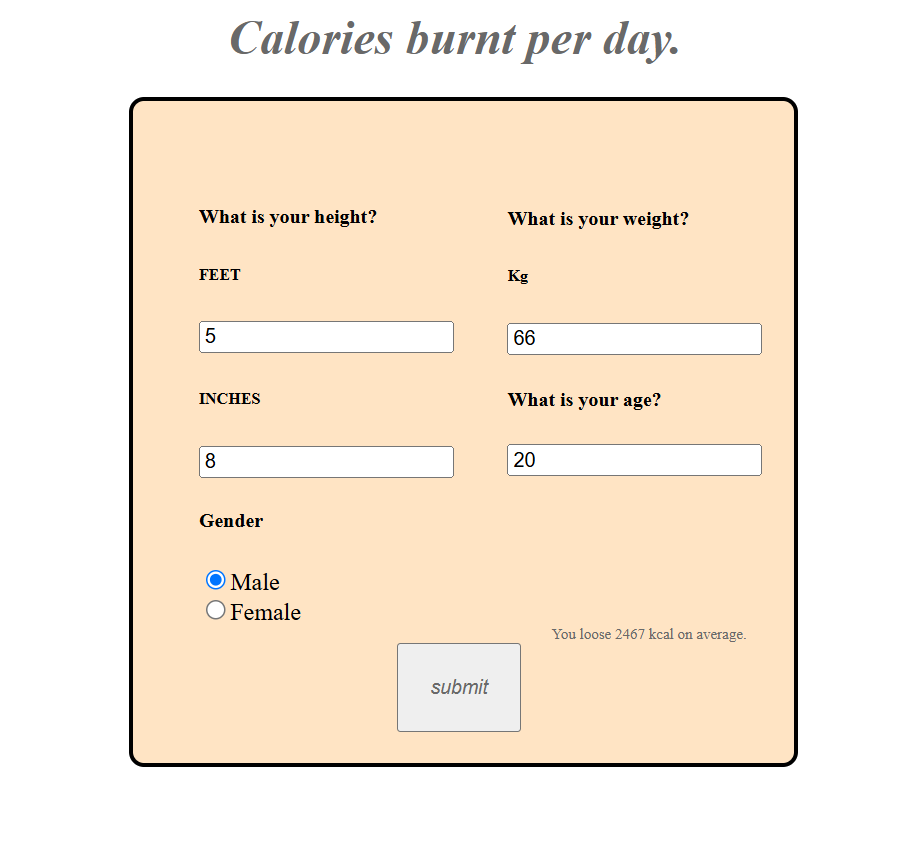 Calories burnt per day.
What is your height?
FEET
5
INCHES
8
What is your weight?
Kg
66
What is your age?
20
Gender
Male
Female
You loose 2467 kcal on average.
submit